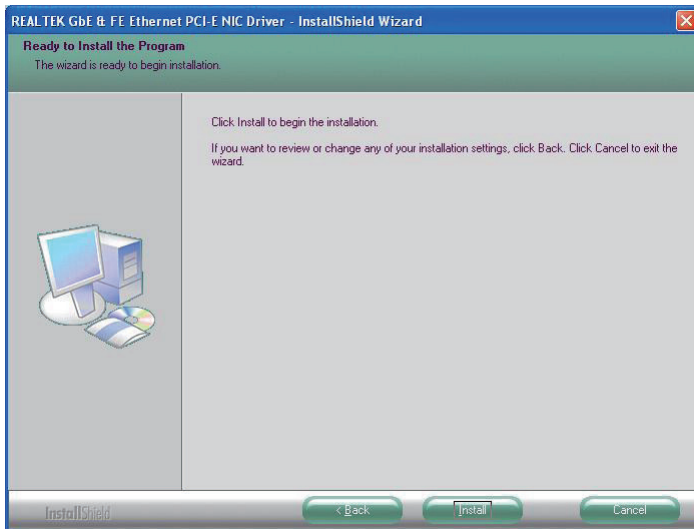 REALTEK GbE & FE Ethernet PCI-E NIC Driver - InstallShield Wizard
Ready to Install the Program
The wizard is ready to begin installation.
Click Install to begin the installation.
If you want to review or change any of your installation settings, click Back. Click Cancel to exit the
wizard.
InstallShield
< Back
Install
Cancel